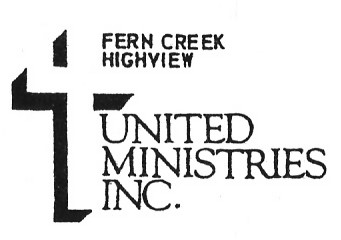 FERN CREEK
HIGHVIEW
UNITED
MINISTRIES
INC.